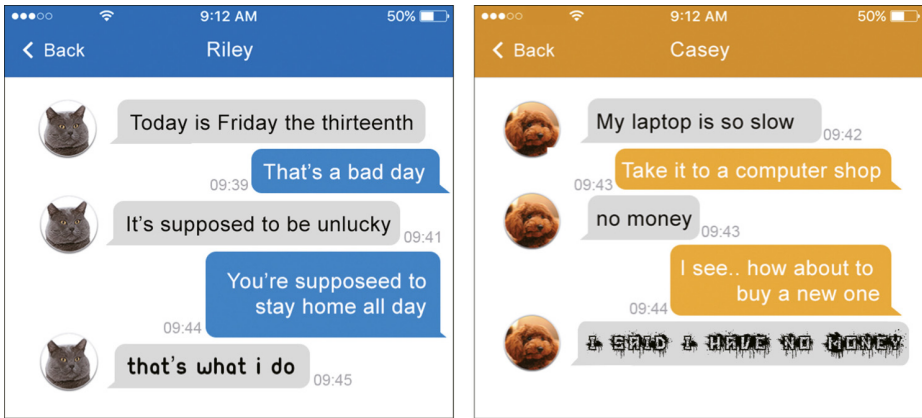 9:12 AM
50%
Back
Riley
Today is Friday the thirteenth
That's a bad day
09:39
It's supposed to be unlucky
09:41
You're supposeed to
stay home all day
09:44
that's what i do
09:45
9:12 AM
50%
Back
Casey
My laptop is so slow
09:42
Take it to a computer shop
09:43
no money
09:43
I see.. how about to
buy a new one
09:44
I SAID I HAVE NO MONEY